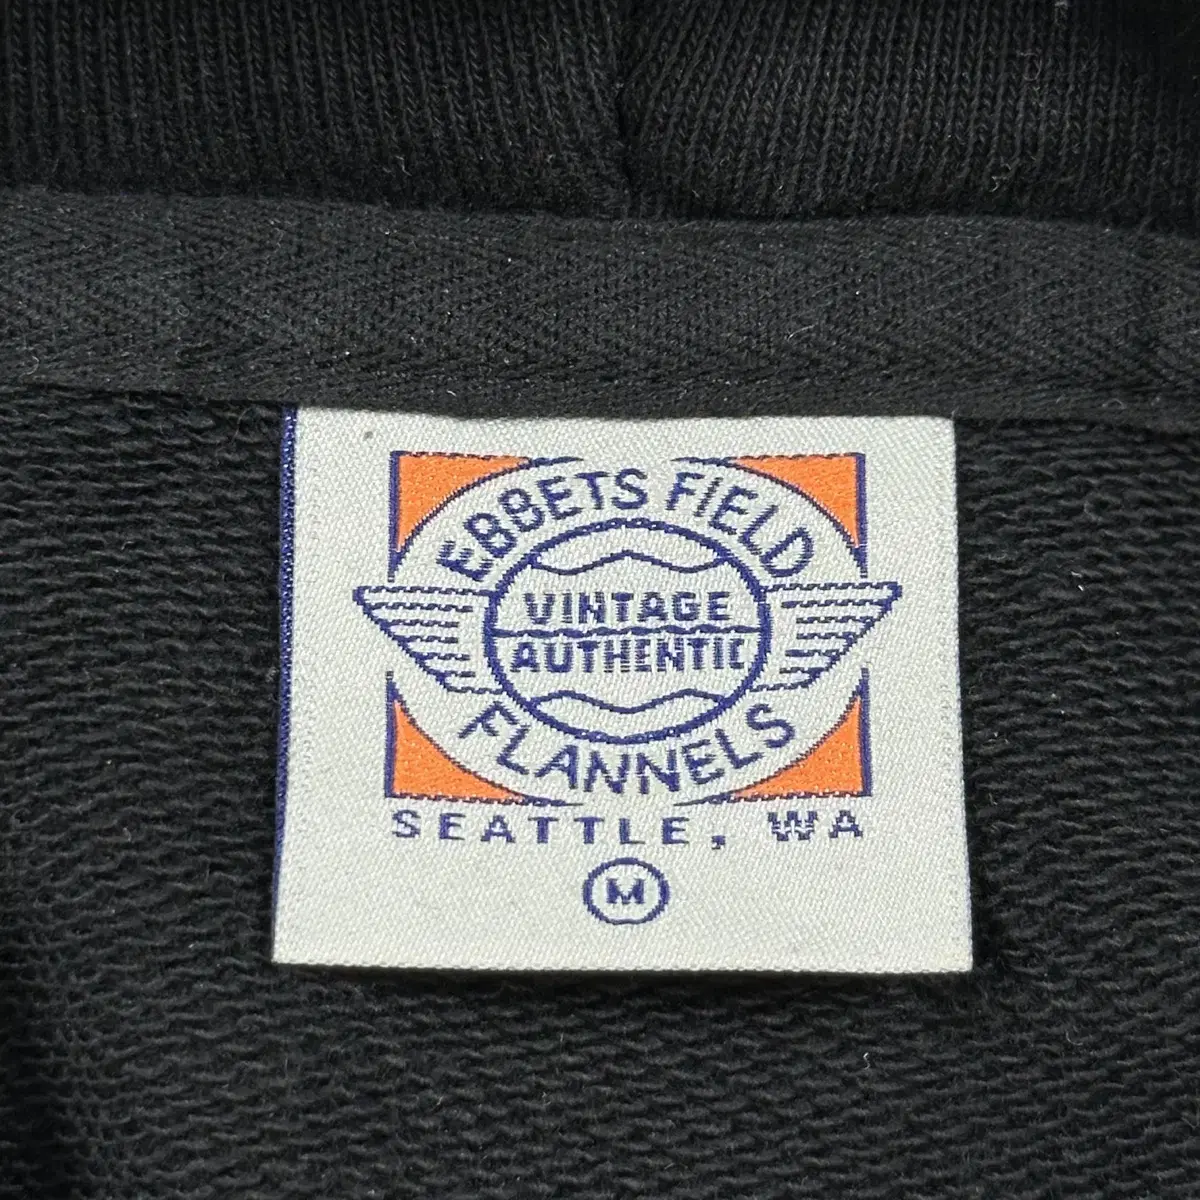 EBBETS FIELD
VINTAGE
AUTHENTIC
FLANNELS
SEATTLE, WA
M